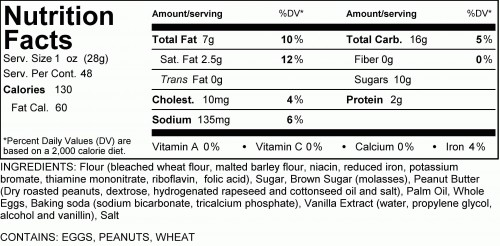 Nutrition
Facts
Serv. Size 1 oz (28g)
Serv. Per Cont. 48
Calories 130
Fat Cal. 60
*Percent Daily Values (DV) are
based on a 2,000 calorie diet.
Amount/serving %DV* Amount/serving %DV*
Total Fat 7g 10% Total Carb. 16g 5%
Sat. Fat 2.5g 12% Fiber 0g 0%
Trans Fat 0g Sugars 10g
Cholest. 10mg 4% Protein 2g
Sodium 135mg 6%
Vitamin A 0% • Vitamin C 0% • Calcium 0% • Iron 4%
INGREDIENTS: Flour (bleached wheat flour, malted barley flour, niacin, reduced iron, potassium
bromate, thiamine mononitrate, riboflavin, folic acid), Sugar, Brown Sugar (molasses), Peanut Butter
(Dry roasted peanuts, dextrose, hydrogenated rapeseed and cottonseed oil and salt), Palm Oil, Whole
Eggs, Baking soda (sodium bicarbonate, tricalcium phosphate), Vanilla Extract (water, propylene glycol,
alcohol and vanillin), Salt
CONTAINS: EGGS, PEANUTS, WHEAT